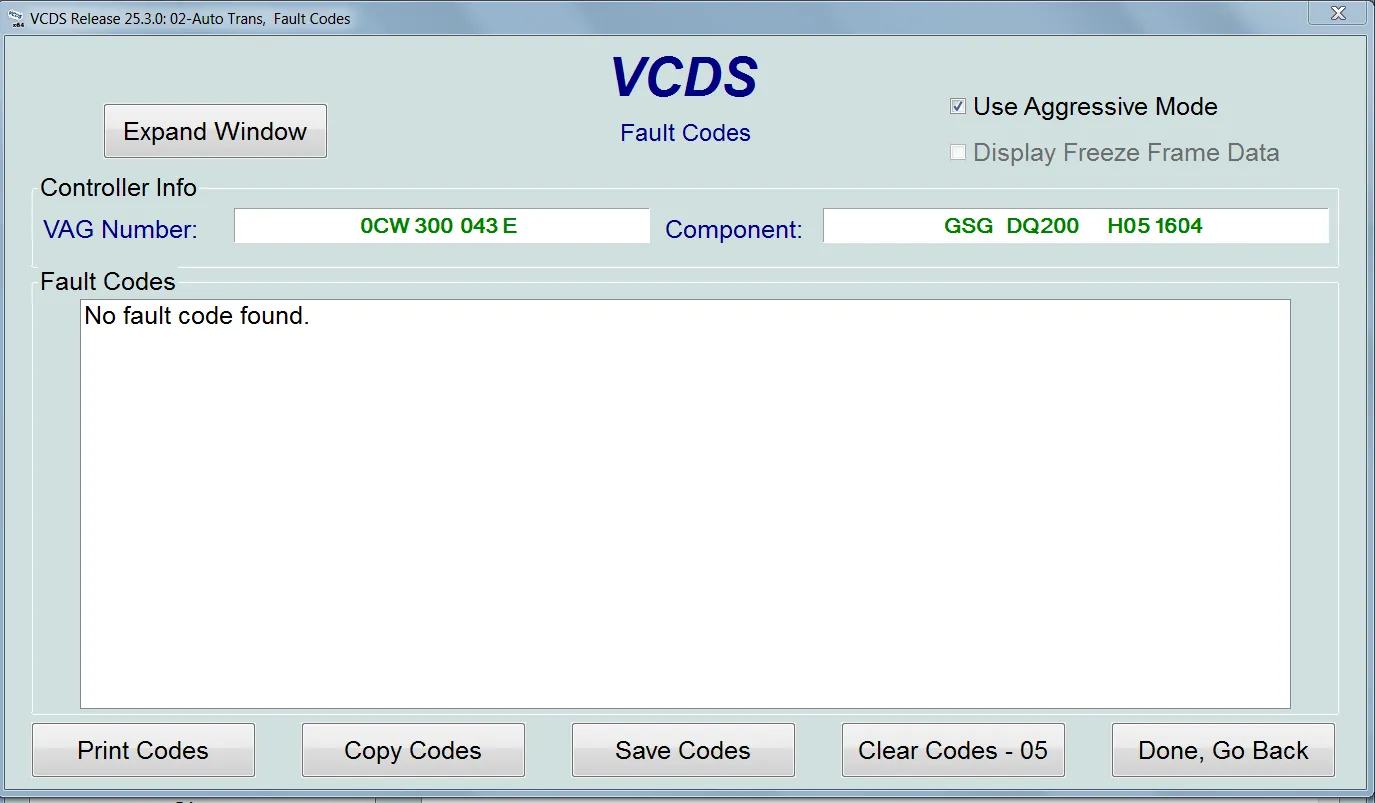 VCDS Release 25.3.0: 02-Auto Trans,  Fault Codes
VCDS
Fault Codes
Expand Window
Use Aggressive Mode
Display Freeze Frame Data
Controller Info
VAG Number: 0CW 300 043 E Component: GSG  DQ200    H05 1604
Fault Codes
No fault code found.
Print Codes Copy Codes Save Codes Clear Codes - 05 Done, Go Back